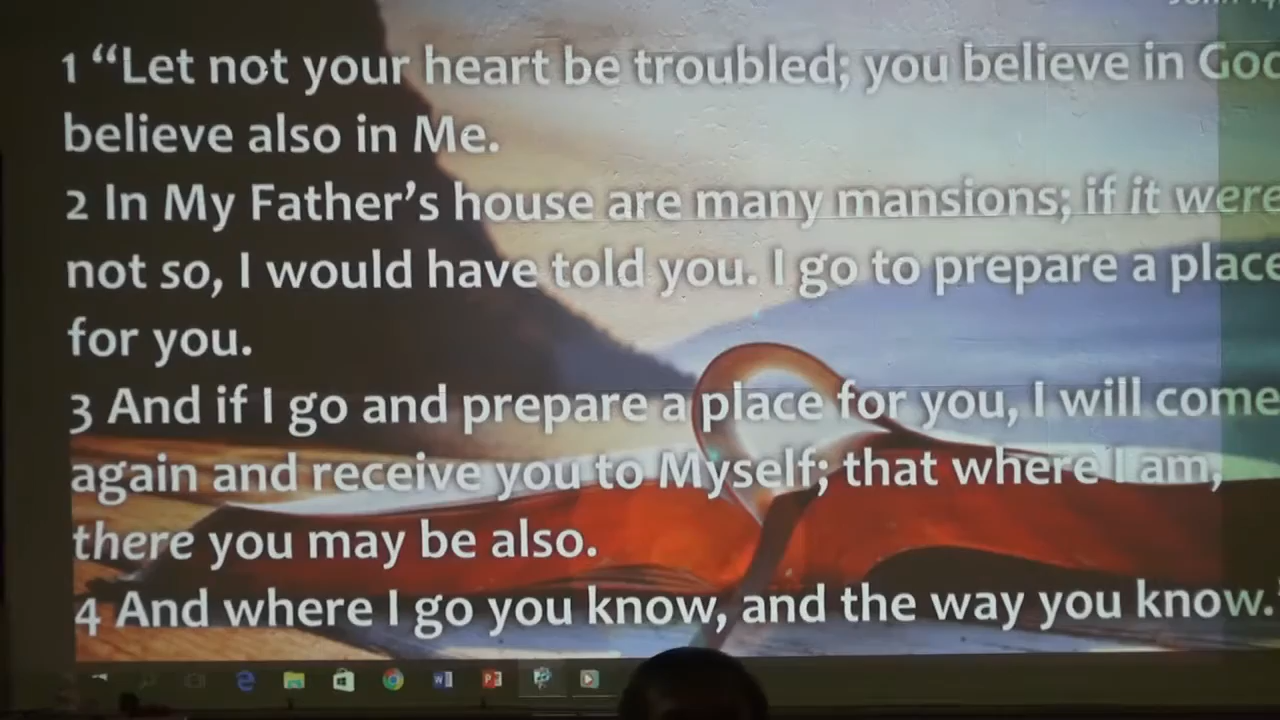 1 “Let not your heart be troubled; you believe in God
believe also in Me.
2 In My Father’s house are many mansions; if it were
not so, I would have told you. I go to prepare a place
for you.
3 And if I go and prepare a place for you, I will come
again and receive you to Myself; that where I am,
there you may be also.
4 And where I go you know, and the way you know.”